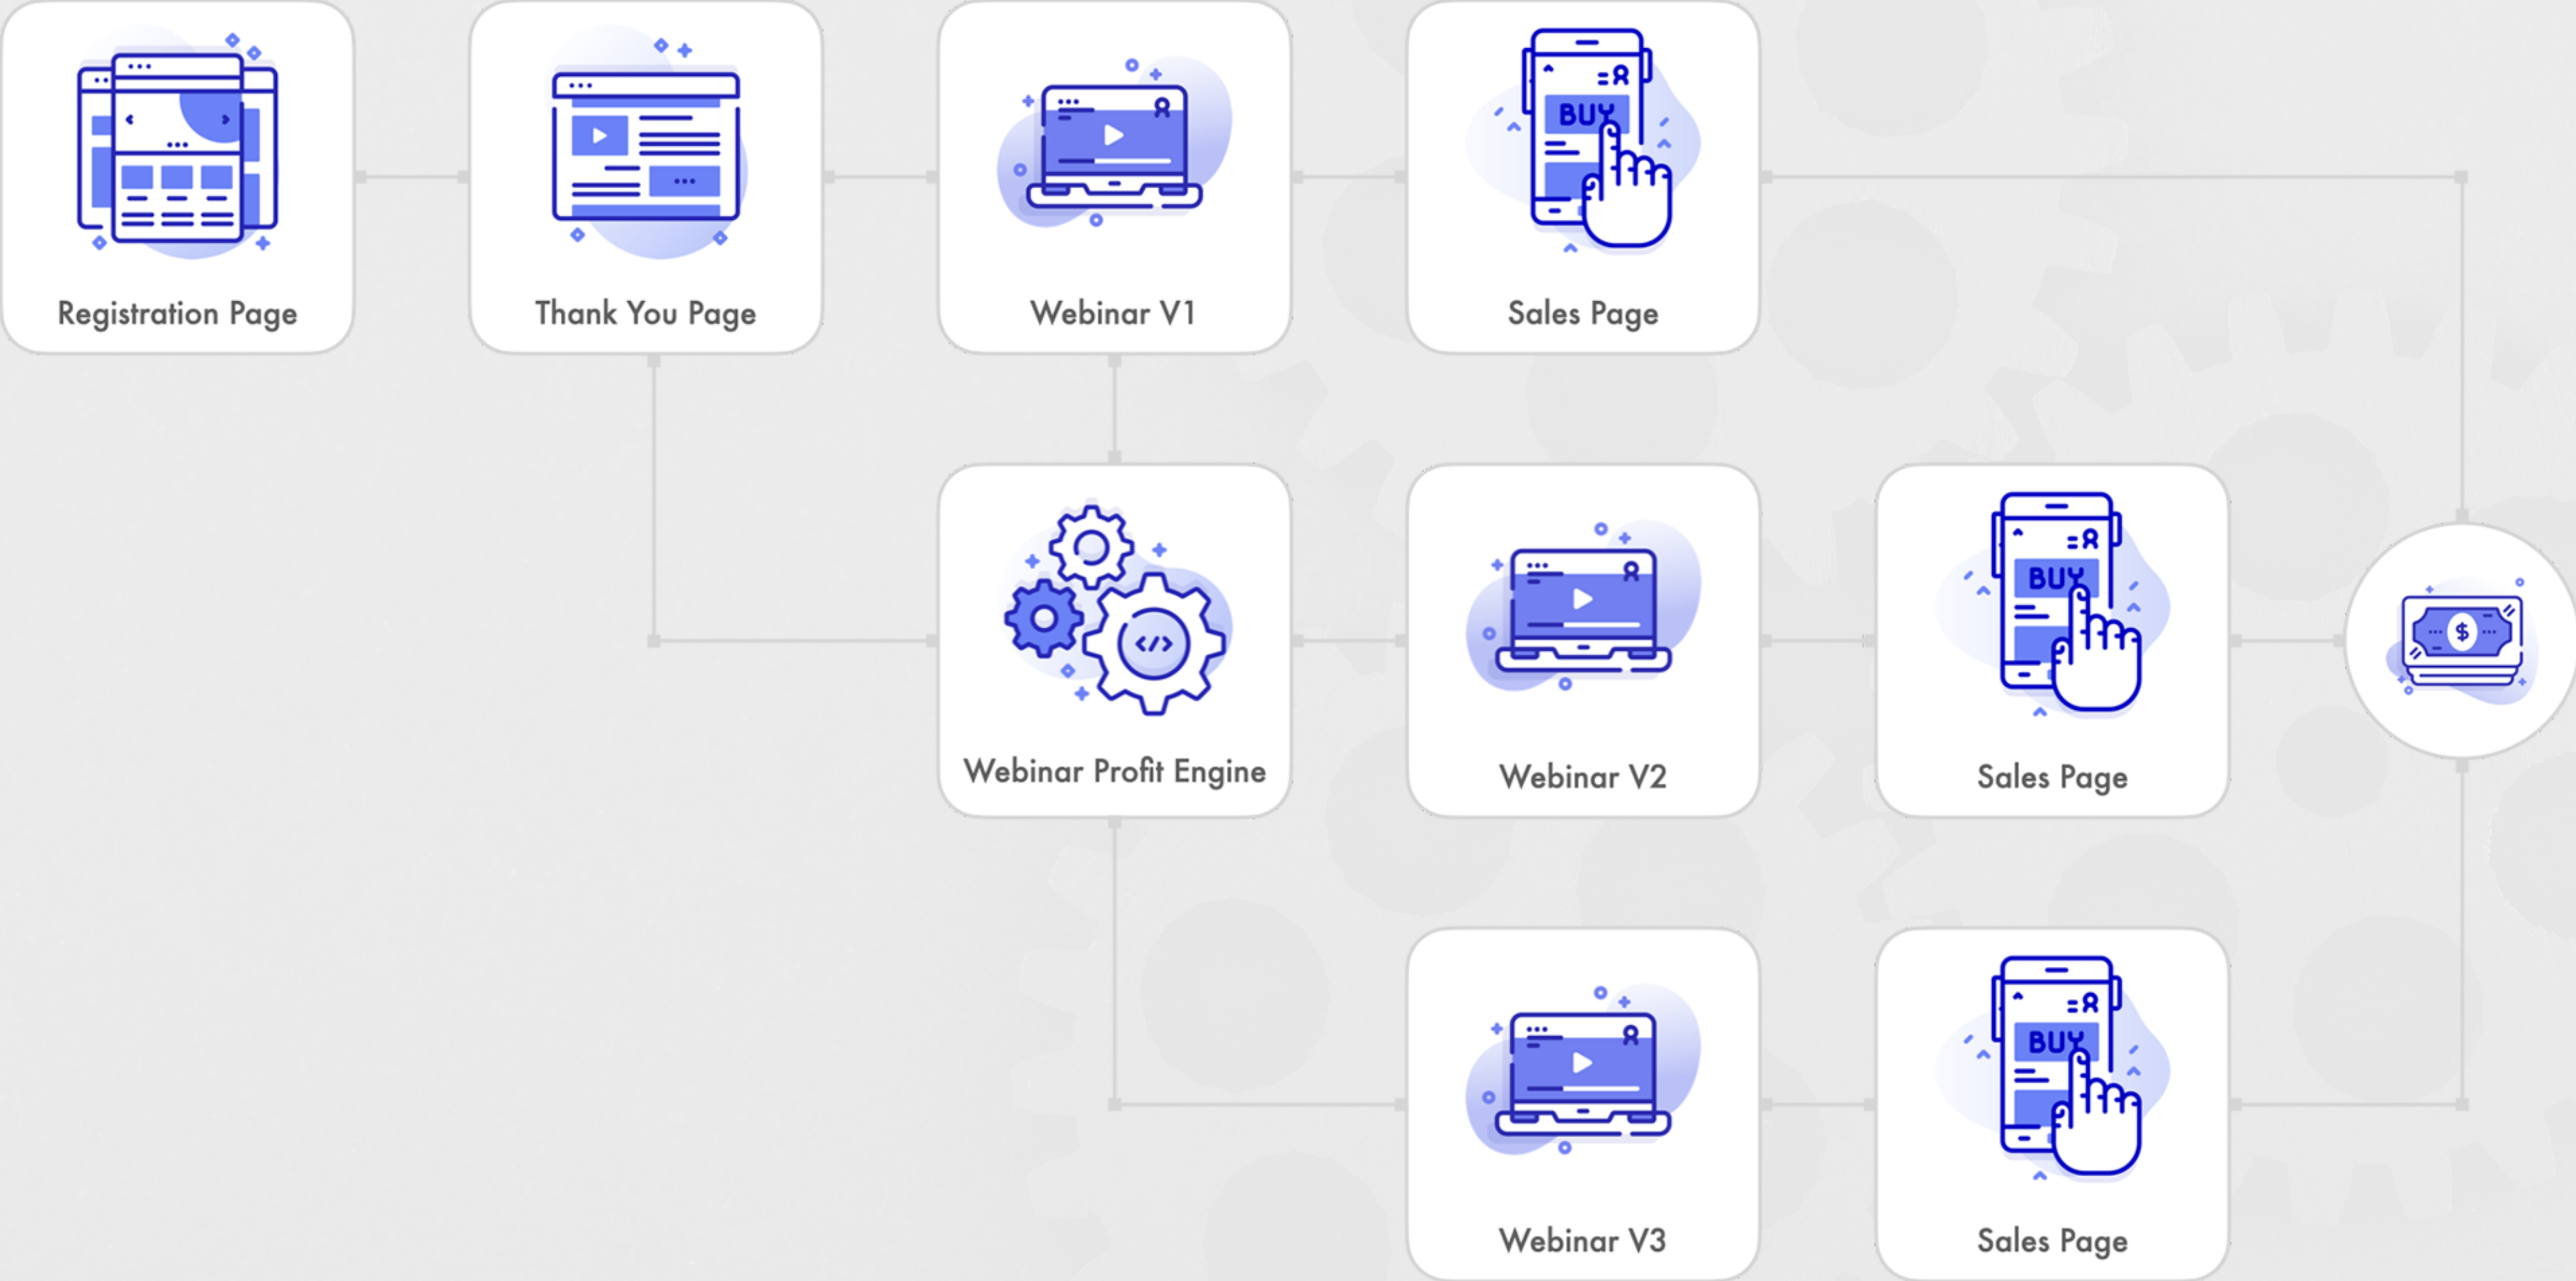 BUY
Registration Page
Thank You Page
Webinar V1
Sales Page
BUY
$
Webinar Profit Engine
Webinar V2
Sales Page
BUY
Webinar V3
Sales Page